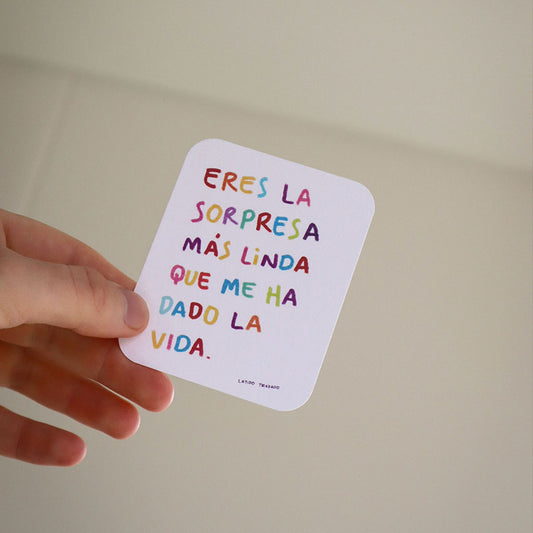 ERES LA
SORPRESA
MÁS LiNDA
QUE ME HA
DADO LA
VIDA.